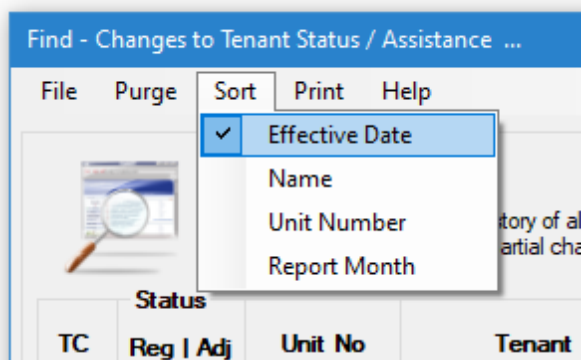 Find - Changes to Tenant Status / Assistance ...
File Purge Sort Print Help
Effective Date
Name
Unit Number
Report Month
of
Status
TC Reg | Adj Unit No Tenant